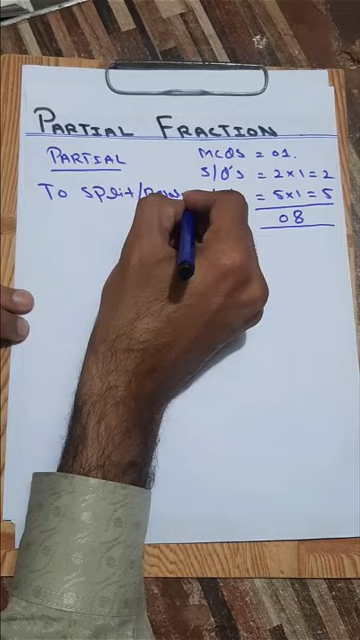 PARTIAL FRACTION
PARTIAL MCQS = 01.
S/Q'S = 2×1=2
To Split/ = 5×1=5
08